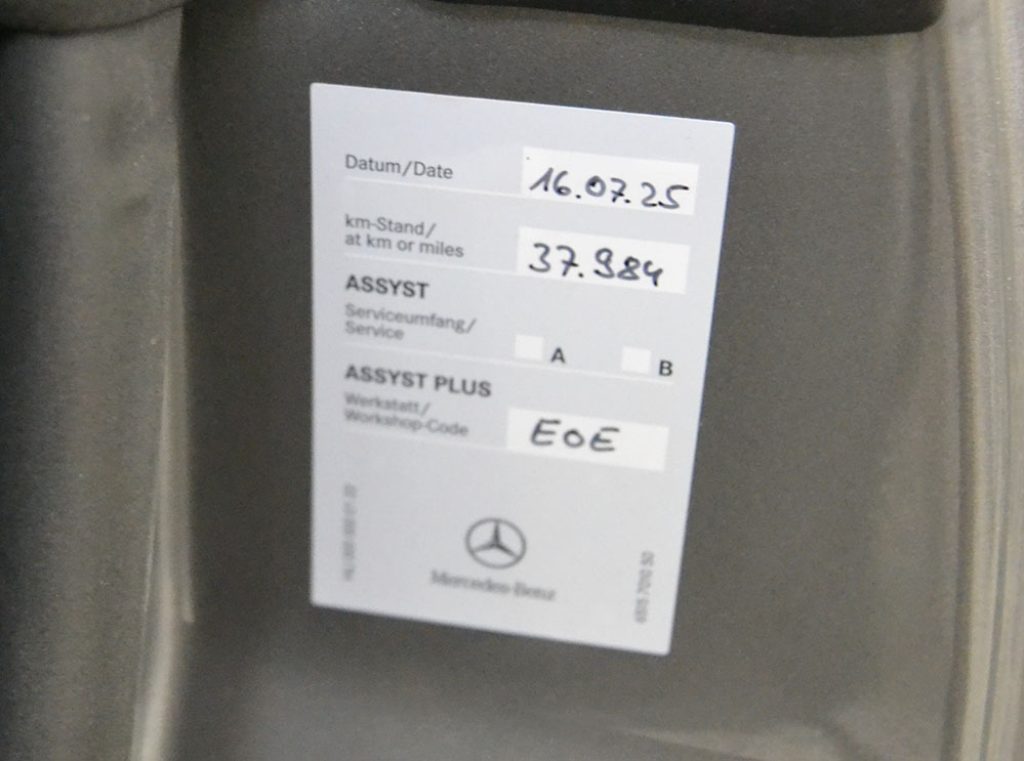 Datum/Date 16.07.25
km-Stand/
at km or miles 37.984
ASSYST
Serviceumfang/
Service A B
ASSYST PLUS
Werkstatt/
Workshop-Code EOE
Mercedes-Benz